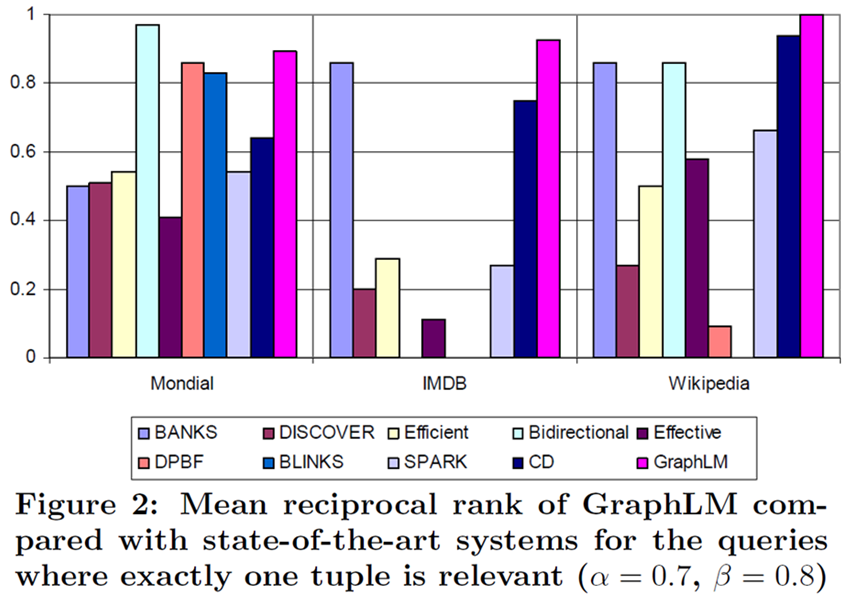 1
0.8
0.6
0.4
0.2
0
Mondial IMDB Wikipedia
BANKS DISCOVER Efficient Bidirectional Effective
DPBF BLINKS SPARK CD GraphLM
Figure 2: Mean reciprocal rank of GraphLM com-
pared with state-of-the-art systems for the queries
where exactly one tuple is relevant (α = 0.7, β = 0.8)